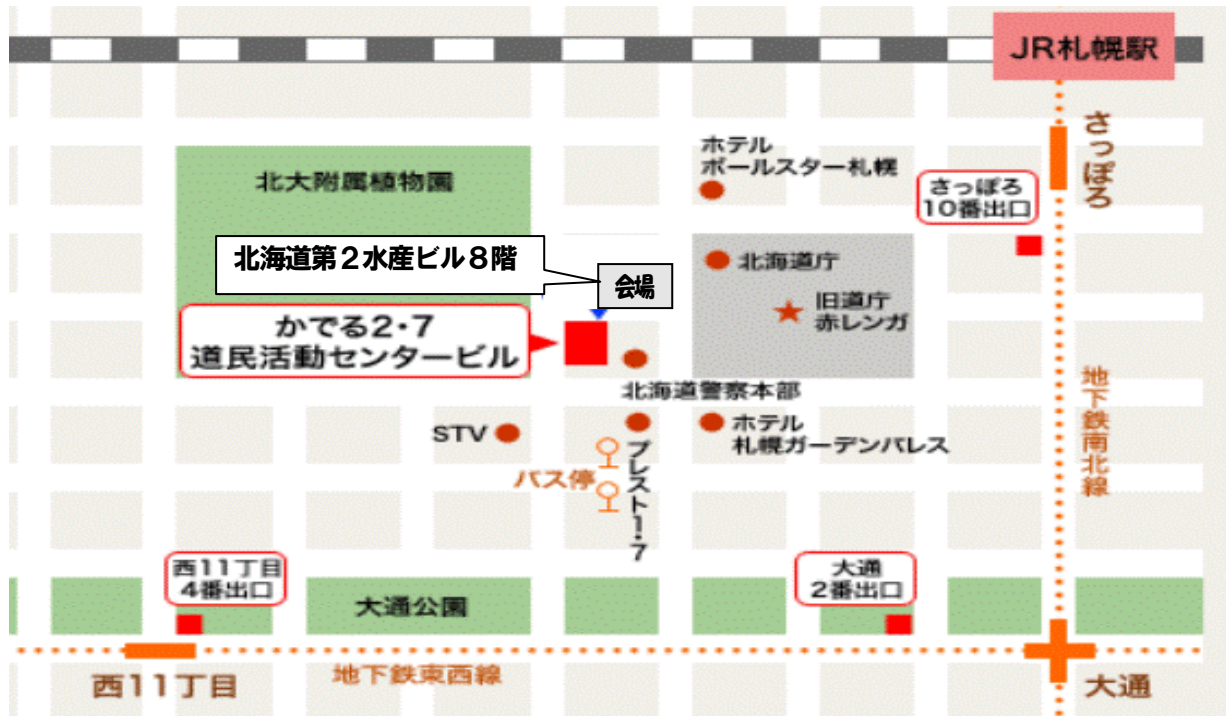 JR札幌駅
さっぽろ
ホテル
ポールスター札幌
さっぽろ
10番出口
北大附属植物園
北海道第２水産ビル８階
会場
北海道庁
旧道庁
赤レンガ
かでる2・7
道民活動センタービル
北海道警察本部
地下鉄南北線
STV
ホテル
札幌ガーデンパレス
バス停
プレスト1・7
西11丁目
4番出口
大通公園
大通
2番出口
地下鉄東西線
西11丁目
大通